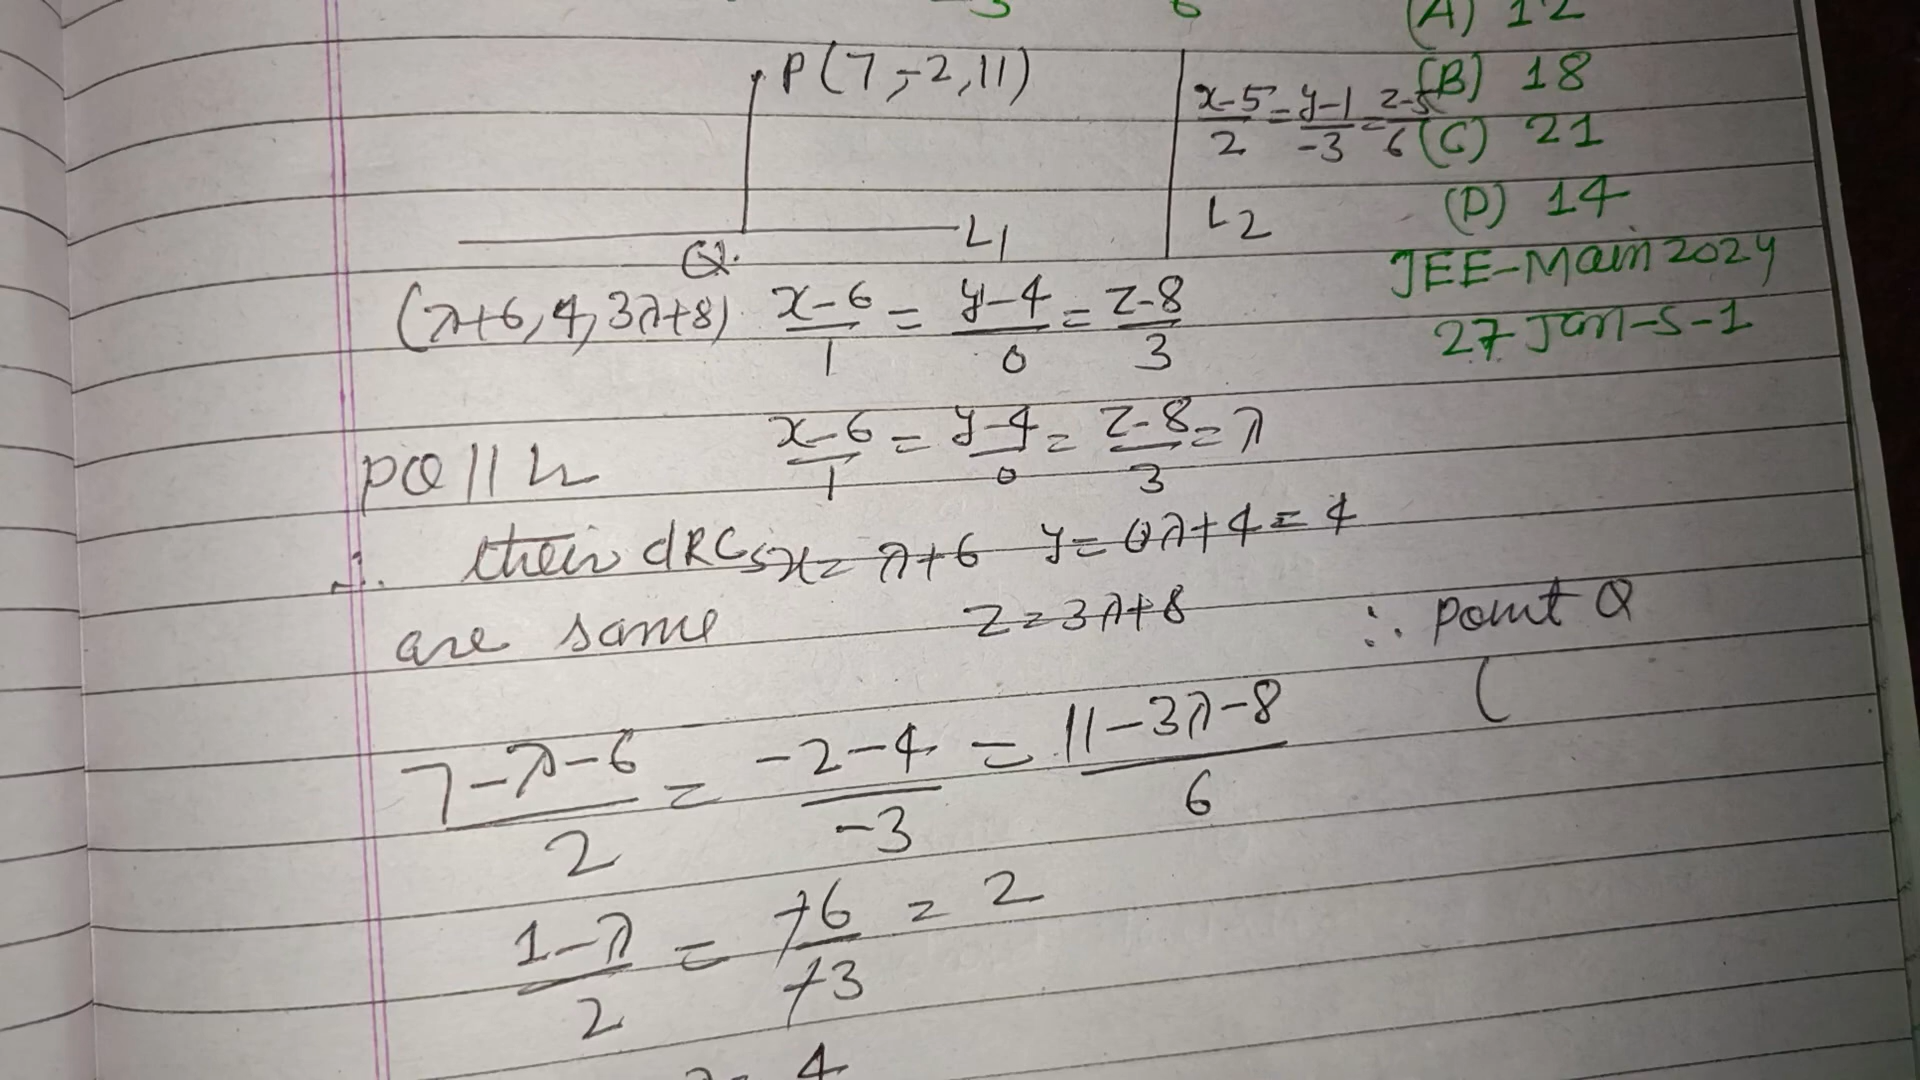 (A) 12
P(7,-2,11)
x-5/2 = y-1/-3 = z-5/6
(B) 18
(C) 21
L2
(D) 14
Q. L1
JEE-Main 2024
27 Jan-S-1
(λ+6,4,3λ+8) x-6/1 = y-4/0 = z-8/3
PQ || L2 x-6/1 = y-4/0 = z-8/3 = λ
∴ their dRCs x= λ+6 y= 0λ+4 = 4
are same z=3λ+8 ∴ point Q
(
7-λ-6/2 = -2-4/-3 = 11-3λ-8/6
1-λ/2 = +6/+3 = 2